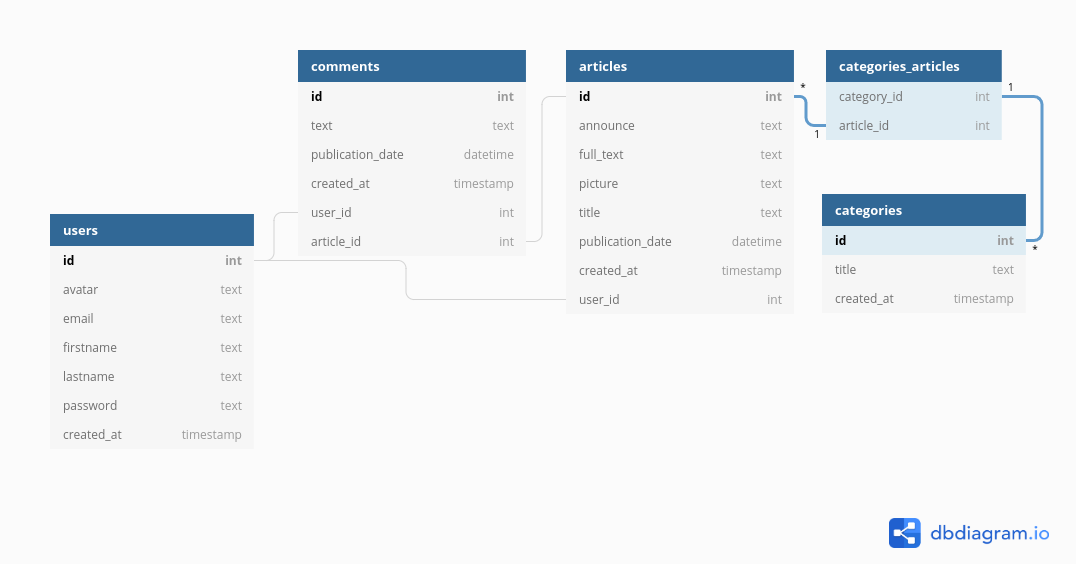 comments
id int
text text
publication_date datetime
created_at timestamp
user_id int
article_id int
articles
id int
announce text
full_text text
picture text
title text
publication_date datetime
created_at timestamp
user_id int
*
1
categories_articles
category_id int
article_id int
1
categories
id int
title text
created_at timestamp
*
users
id int
avatar text
email text
firstname text
lastname text
password text
created_at timestamp
dbdiagram.io